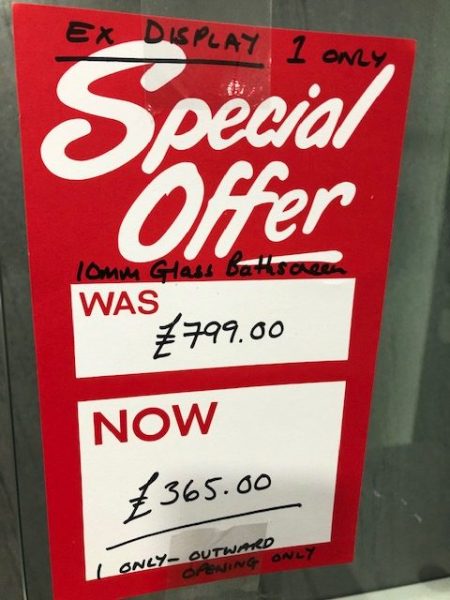 EX DISPLAY 1 ONLY
Special
Offer
10mm Glass Bathscreen
WAS
£799.00
NOW
£365.00
1 ONLY - OUTWARD
OPENING ONLY